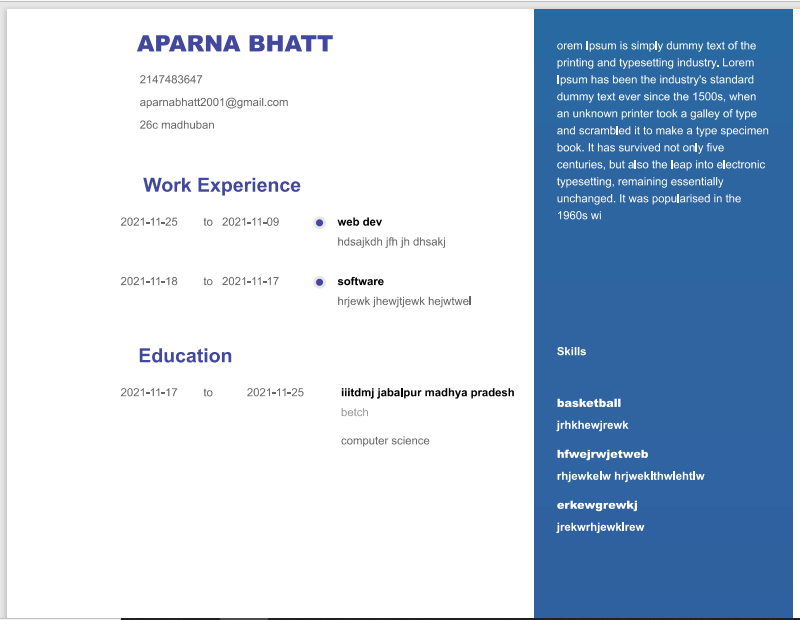 APARNA BHATT
2147483647
aparnabhatt2001@gmail.com
26c madhuban
Work Experience
2021-11-25 to 2021-11-09 web dev
hdsajkdh jfh jh dhsakj
2021-11-18 to 2021-11-17 software
hrjewk jhewjtjewk hejwtwel
Education
2021-11-17 to 2021-11-25 iiitdmj jabalpur madhya pradesh
betch
computer science
orem Ipsum is simply dummy text of the
printing and typesetting industry. Lorem
Ipsum has been the industry's standard
dummy text ever since the 1500s, when
an unknown printer took a galley of type
and scrambled it to make a type specimen
book. It has survived not only five
centuries, but also the leap into electronic
typesetting, remaining essentially
unchanged. It was popularised in the
1960s wi
Skills
basketball
jrhkhewjrewk
hfwejrwjetweb
rhjewkelw hrjweklthwlehtlw
erkewgrewkj
jrekwrhjewklrew